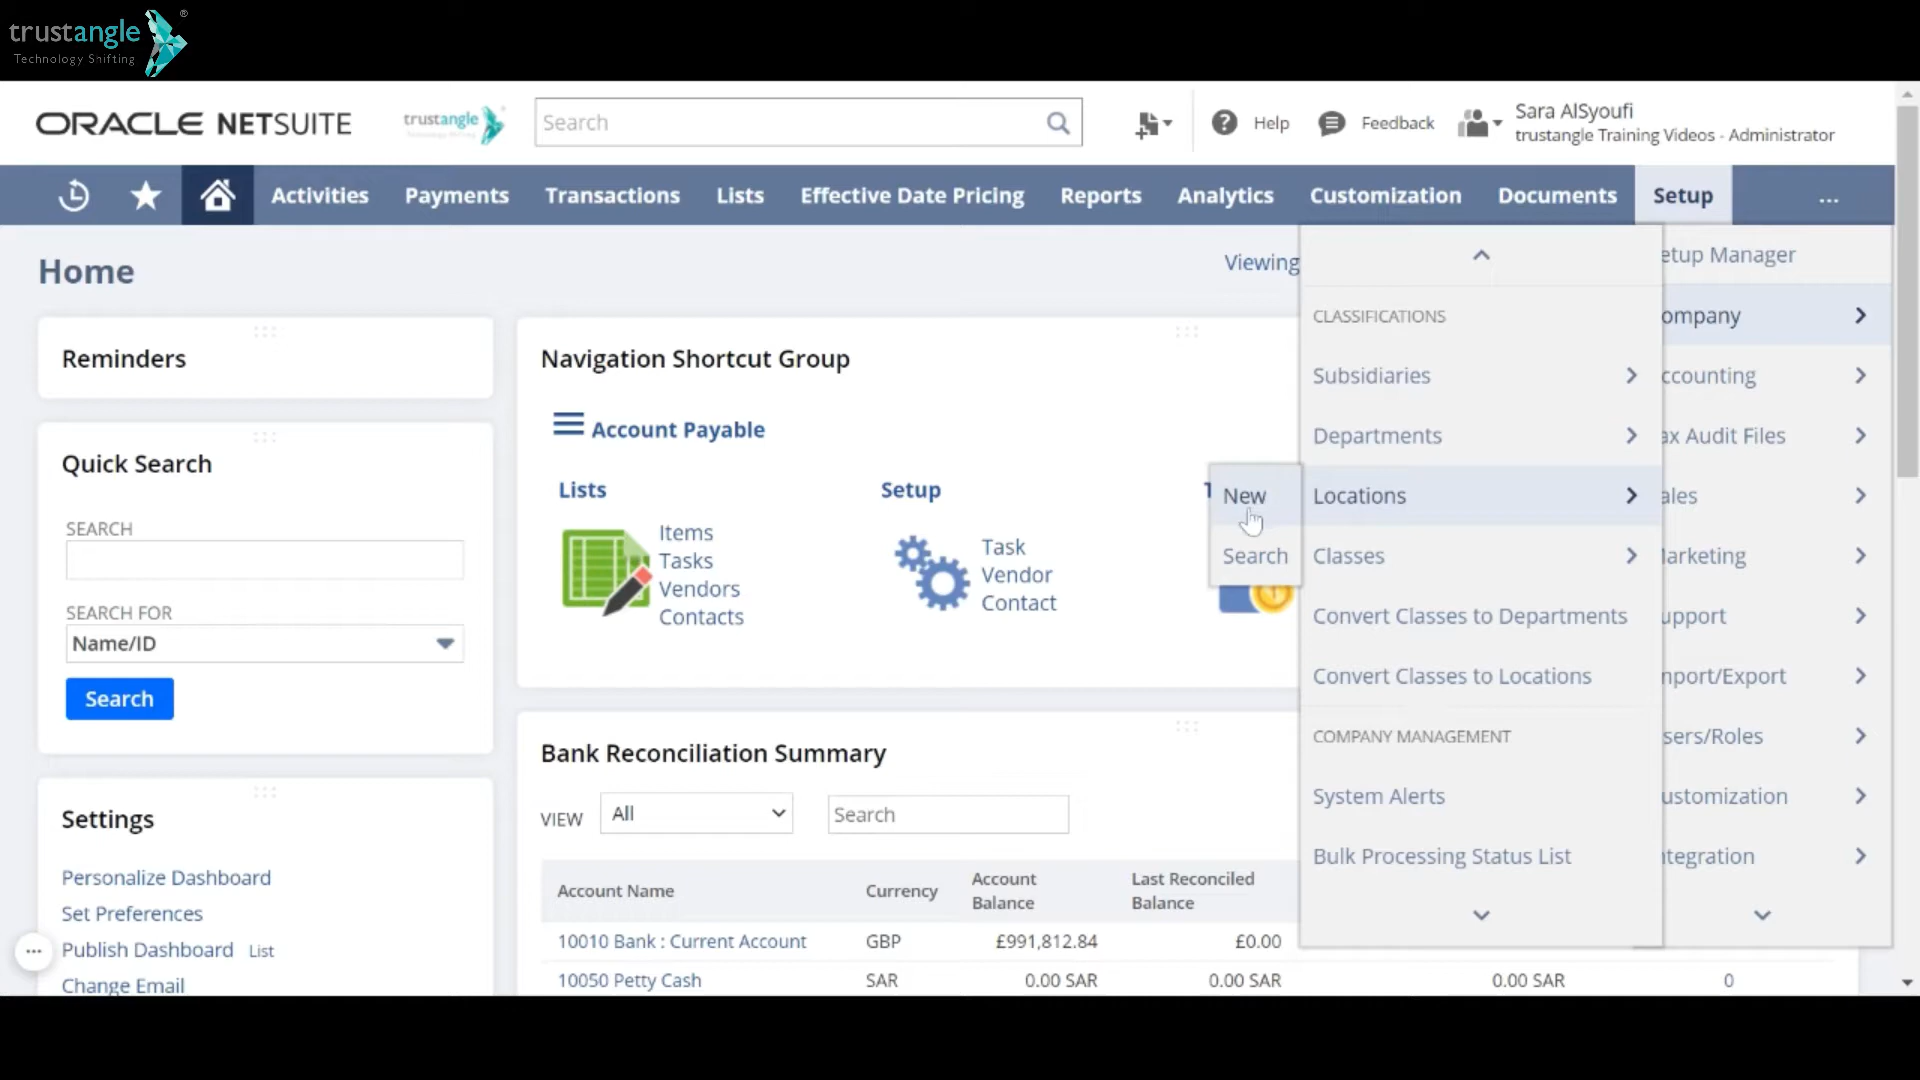 trustangle
Technology Shifting
ORACLE NETSUITE
trustangle
Search
Help
Feedback
Sara AlSyoufi
trustangle Training Videos - Administrator
Activities
Payments
Transactions
Lists
Effective Date Pricing
Reports
Analytics
Customization
Documents
Setup
...
Home
Viewing
Reminders
Quick Search
SEARCH
SEARCH FOR
Name/ID
Search
Settings
Personalize Dashboard
Set Preferences
Publish Dashboard List
Change Email
Navigation Shortcut Group
Account Payable
Lists
Items
Tasks
Vendors
Contacts
Setup
Task
Vendor
Contact
T
Bank Reconciliation Summary
VIEW
All
Search
Account Name
Currency
Account Balance
Last Reconciled Balance
10010 Bank : Current Account GBP £991,812.84 £0.00
10050 Petty Cash SAR 0.00 SAR 0.00 SAR 0.00 SAR 0
New
Search
CLASSIFICATIONS
Subsidiaries
Departments
Locations
Classes
Convert Classes to Departments
Convert Classes to Locations
COMPANY MANAGEMENT
System Alerts
Bulk Processing Status List
etup Manager
ompany
ccounting
ax Audit Files
ales
arketing
upport
nport/Export
sers/Roles
ustomization
ntegration